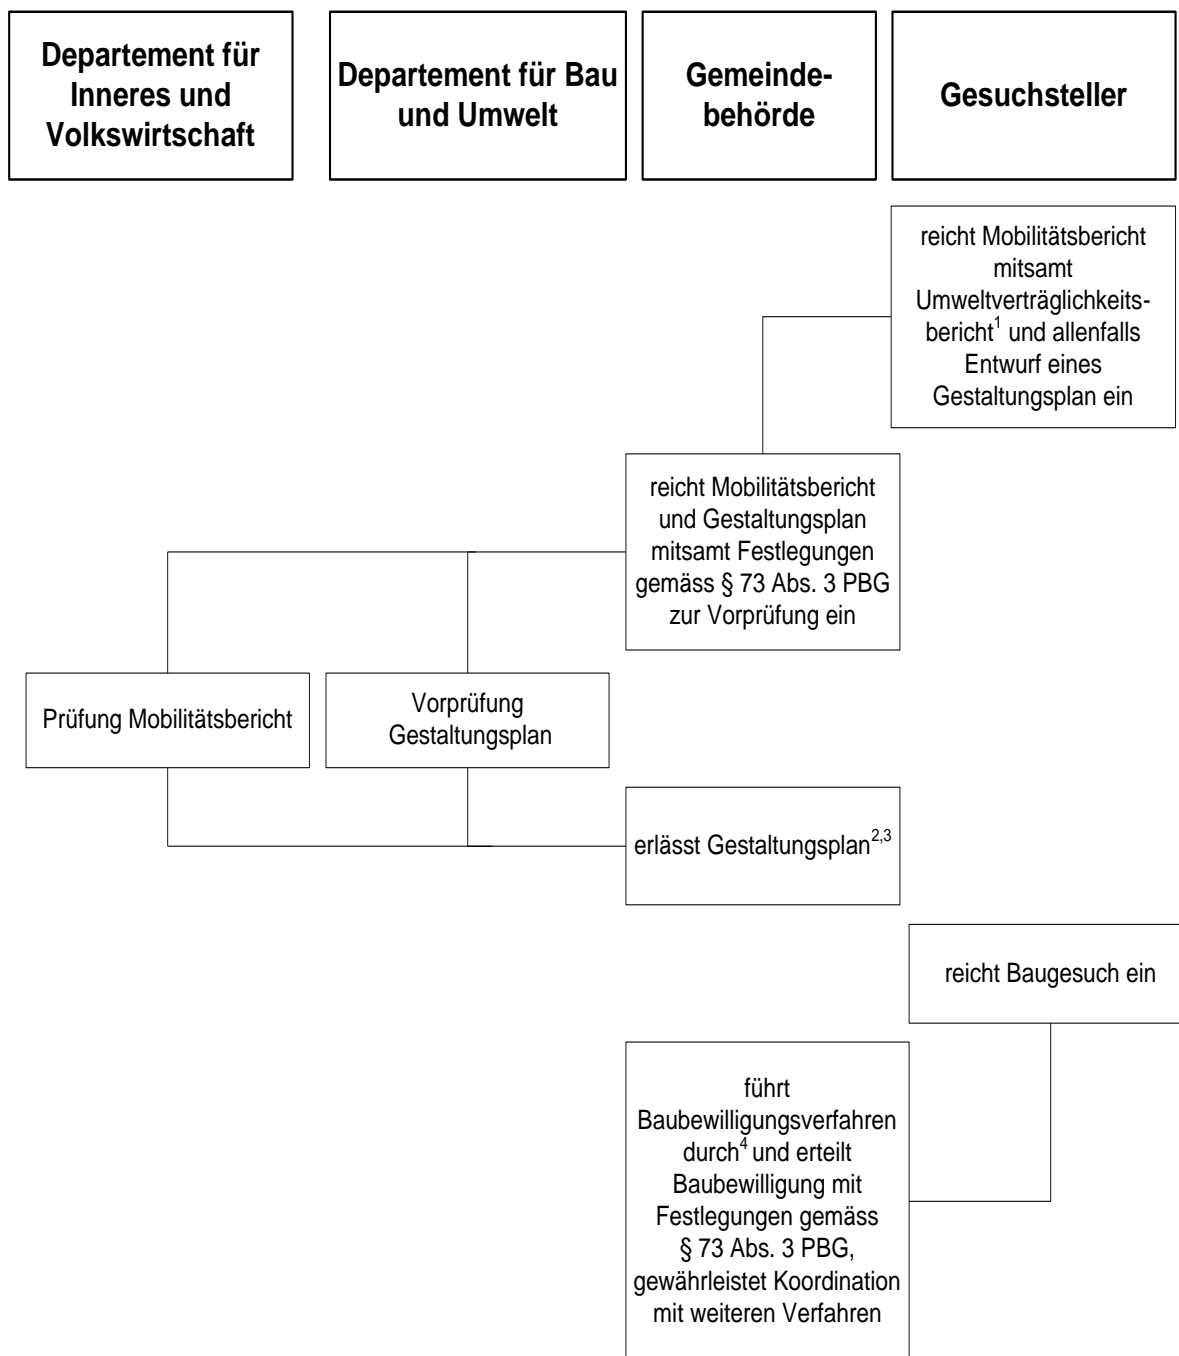 Departement für
Inneres und
Volkswirtschaft
Departement für Bau
und Umwelt
Gemeinde-
behörde
Gesuchsteller
reicht Mobilitätsbericht
mitsamt
Umweltverträglichkeits-
bericht1 und allenfalls
Entwurf eines
Gestaltungsplan ein
reicht Mobilitätsbericht
und Gestaltungsplan
mitsamt Festlegungen
gemäss § 73 Abs. 3 PBG
zur Vorprüfung ein
Prüfung Mobilitätsbericht
Vorprüfung
Gestaltungsplan
erlässt Gestaltungsplan2,3
reicht Baugesuch ein
führt
Baubewilligungsverfahren
durch4 und erteilt
Baubewilligung mit
Festlegungen gemäss
§ 73 Abs. 3 PBG,
gewährleistet Koordination
mit weiteren Verfahren